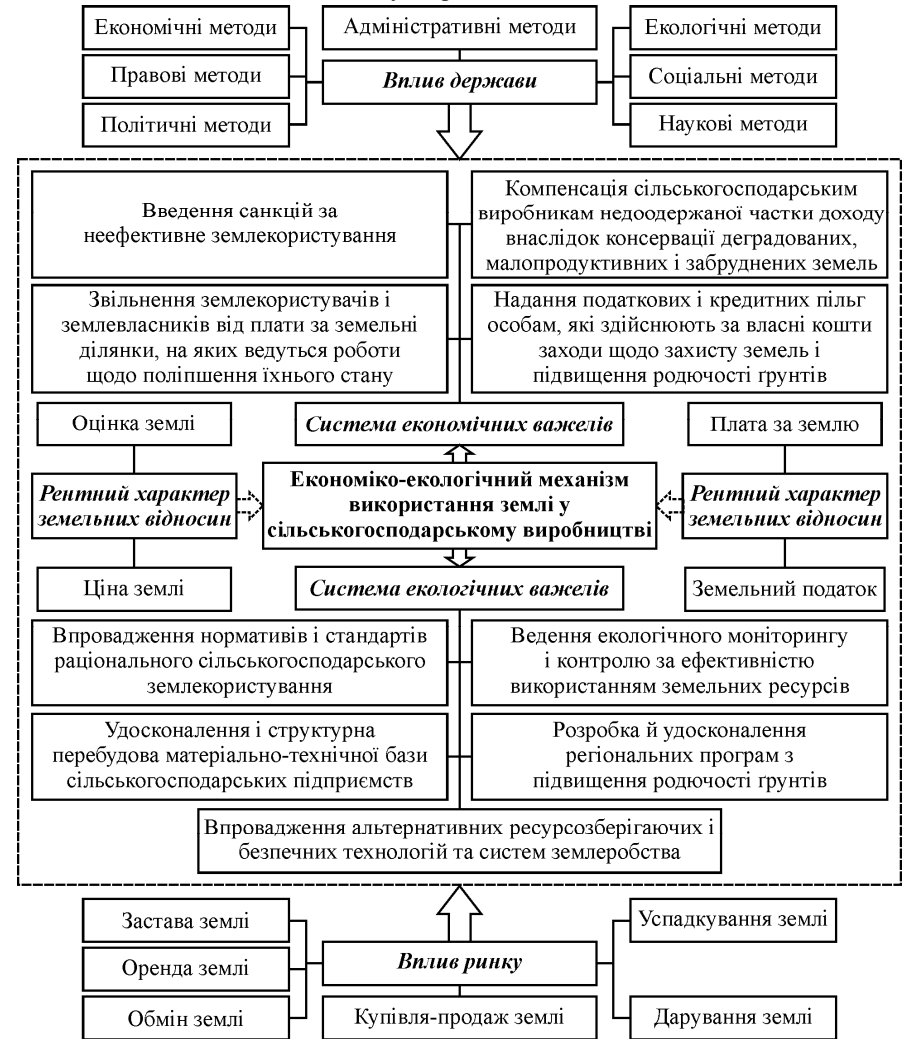 Економічні методи
Адміністративні методи
Екологічні методи
Правові методи
Вплив держави
Соціальні методи
Політичні методи
Наукові методи
Введення санкцій за
неефективне землекористування
Компенсація сільськогосподарським
виробникам недоодержаної частки доходу
внаслідок консервації деградованих,
малопродуктивних і забруднених земель
Звільнення землекористувачів і
землевласників від плати за земельні
ділянки, на яких ведуться роботи
щодо поліпшення їхнього стану
Надання податкових і кредитних пільг
особам, які здійснюють за власні кошти
заходи щодо захисту земель і
підвищення родючості ґрунтів
Оцінка землі
Система економічних важелів
Плата за землю
Рентний характер
земельних відносин
Економіко-екологічний механізм
використання землі у
сільськогосподарському виробництві
Рентний характер
земельних відносин
Ціна землі
Система екологічних важелів
Земельний податок
Впровадження нормативів і стандартів
раціонального сільськогосподарського
землекористування
Ведення екологічного моніторингу
і контролю за ефективністю
використанням земельних ресурсів
Удосконалення і структурна
перебудова матеріально-технічної бази
сільськогосподарських підприємств
Розробка й удосконалення
регіональних програм з
підвищення родючості ґрунтів
Впровадження альтернативних ресурсозберігаючих і
безпечних технологій та систем землеробства
Застава землі
Успадкування землі
Оренда землі
Вплив ринку
Обмін землі
Купівля-продаж землі
Дарування землі